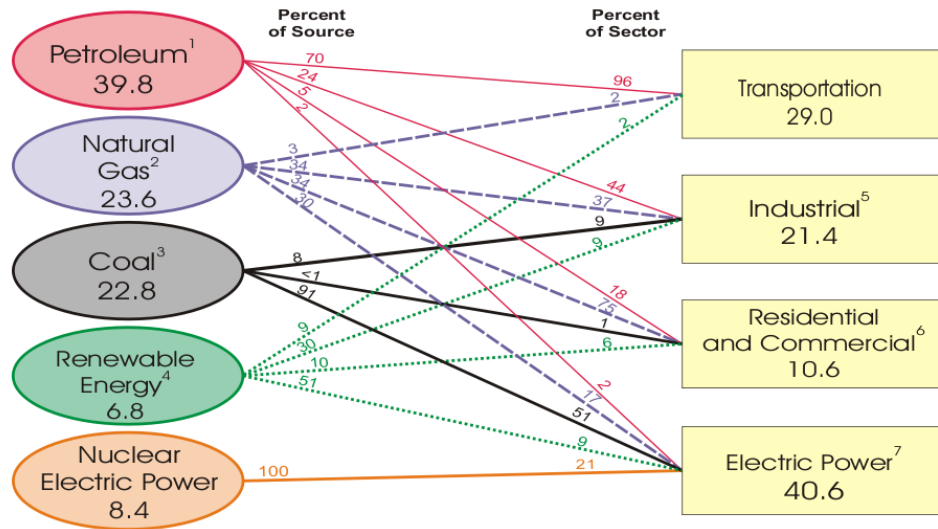 Percent
of Source
Percent
of Sector
Petroleum¹
39.8
Natural
Gas²
23.6
Coal³
22.8
Renewable
Energy⁴
6.8
Nuclear
Electric Power
8.4
70
24
5
2
3
34
34
30
8
<1
91
9
30
10
51
100
96
2
2
44
37
9
9
18
75
1
6
2
17
51
9
21
Transportation
29.0
Industrial⁵
21.4
Residential
and Commercial⁶
10.6
Electric Power⁷
40.6